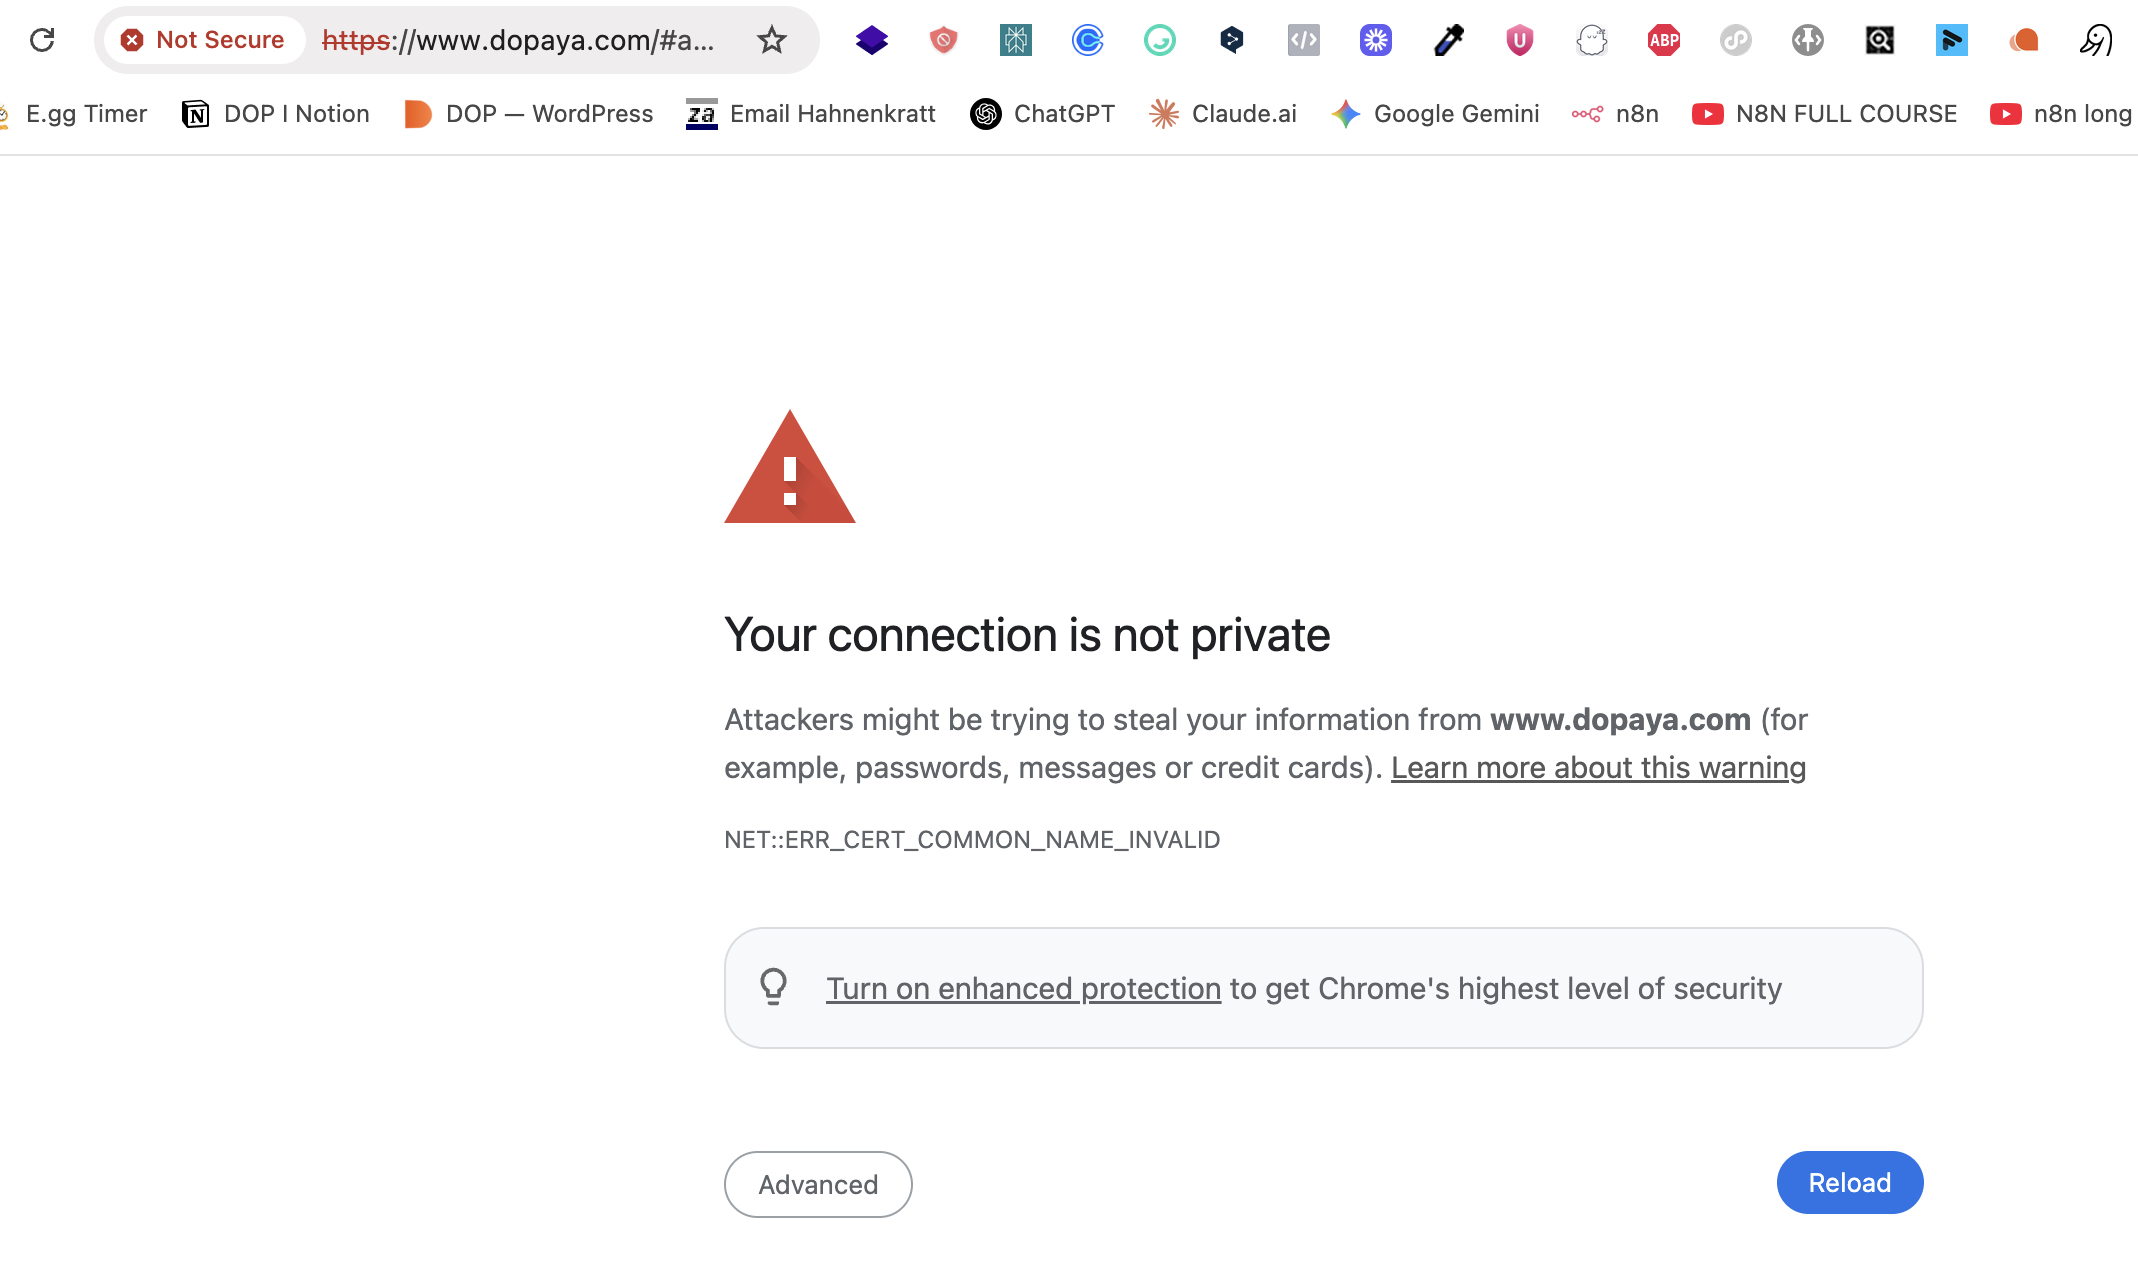 Not Secure https://www.dopaya.com/#a...
E.gg Timer DOP I Notion DOP — WordPress za Email Hahnenkratt ChatGPT Claude.ai Google Gemini n8n N8N FULL COURSE n8n long
ABP
Your connection is not private
Attackers might be trying to steal your information from www.dopaya.com (for
example, passwords, messages or credit cards). Learn more about this warning
NET::ERR_CERT_COMMON_NAME_INVALID
Turn on enhanced protection to get Chrome's highest level of security
Advanced Reload